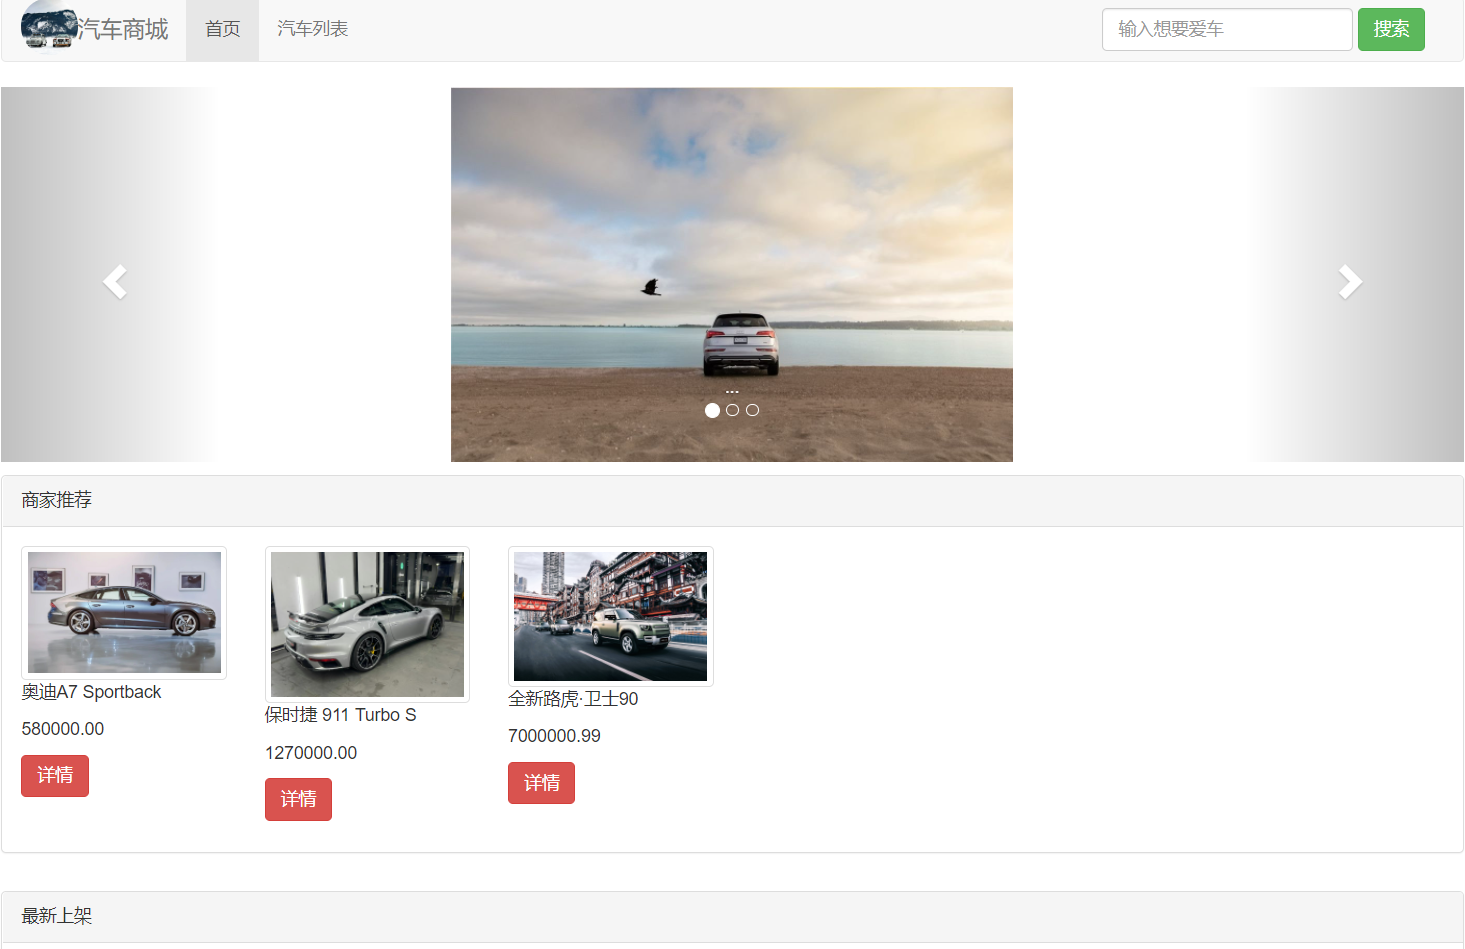 汽车商城 首页 汽车列表 输入想要爱车 搜索
...
商家推荐
奥迪A7 Sportback
580000.00
详情
保时捷 911 Turbo S
1270000.00
详情
全新路虎·卫士90
7000000.99
详情
最新上架